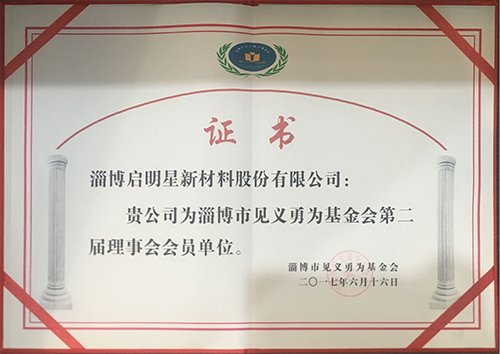 证书
淄博启明星新材料股份有限公司：
贵公司为淄博市见义勇为基金会第二
届理事会会员单位。
淄博市见义勇为基金会
二〇一七年六月十六日